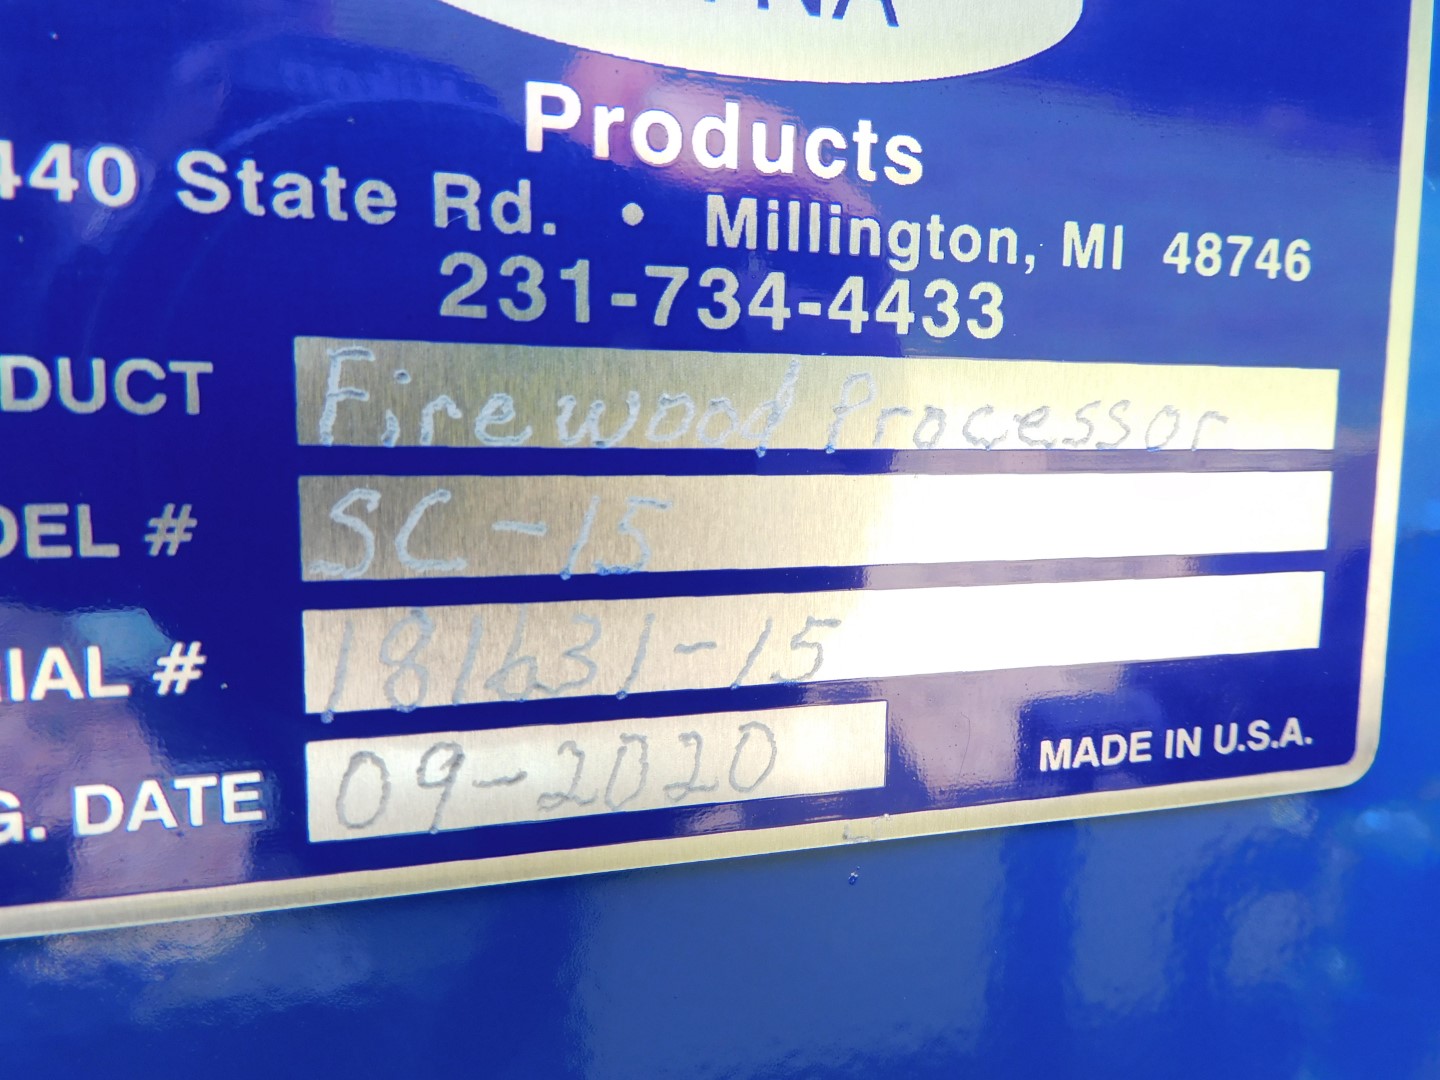 Products
440 State Rd. • Millington, MI 48746
231-734-4433
DUCT Firewood Processor
DEL # SC-15
IAL # 181631-15
G. DATE 09-2020
MADE IN U.S.A.